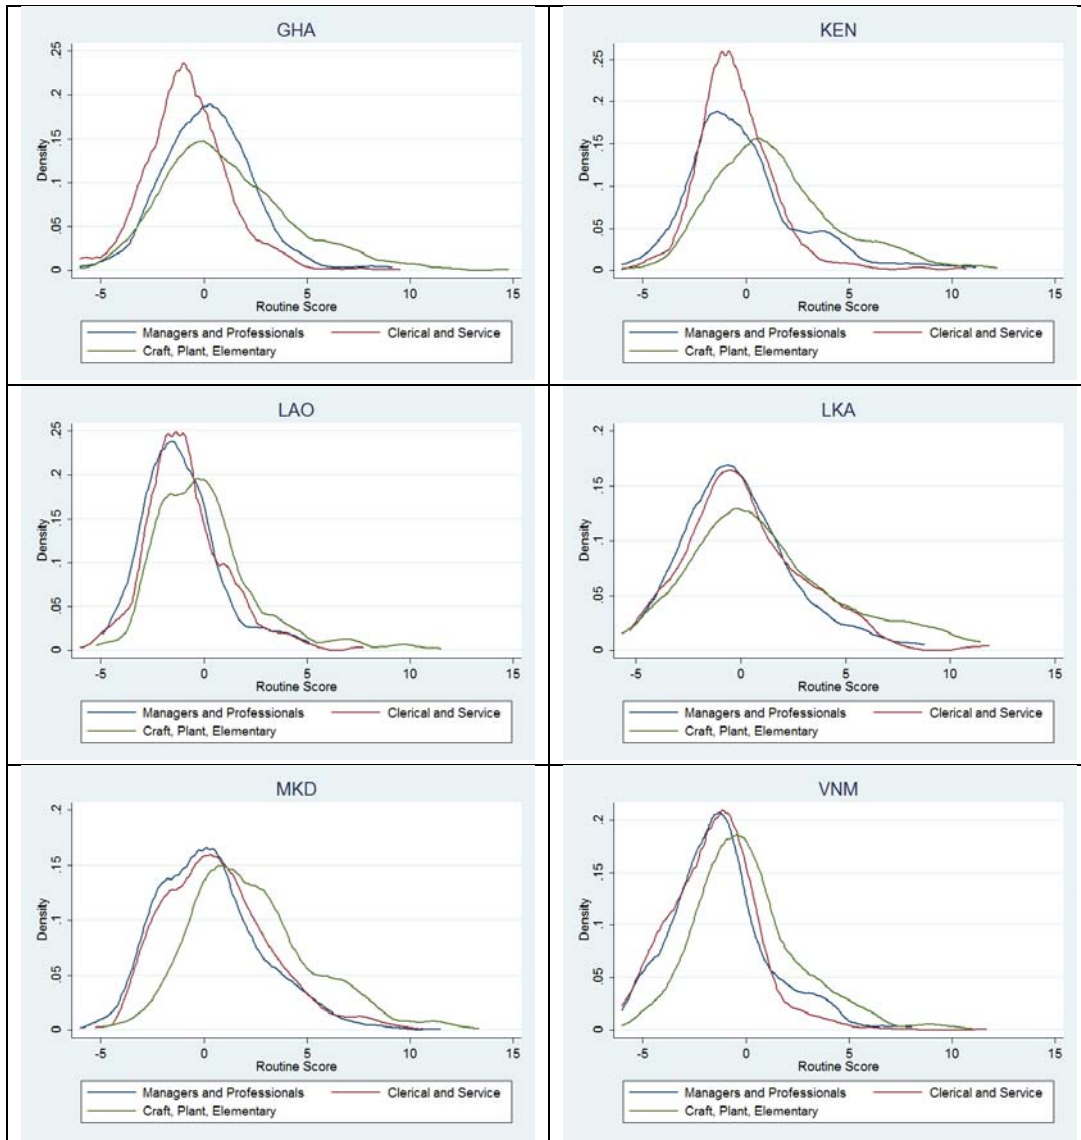 GHA
Density
0 .05 .1 .15 .2 .25
-5 0 5 10 15
Routine Score
Managers and Professionals Clerical and Service
Craft, Plant, Elementary
KEN
Density
0 .05 .1 .15 .2 .25
-5 0 5 10 15
Routine Score
Managers and Professionals Clerical and Service
Craft, Plant, Elementary
LAO
Density
0 .05 .1 .15 .2 .25
-5 0 5 10 15
Routine Score
Managers and Professionals Clerical and Service
Craft, Plant, Elementary
LKA
Density
0 .05 .1 .15 .2
-5 0 5 10 15
Routine Score
Managers and Professionals Clerical and Service
Craft, Plant, Elementary
MKD
Density
0 .05 .1 .15 .2
-5 0 5 10 15
Routine Score
Managers and Professionals Clerical and Service
Craft, Plant, Elementary
VNM
Density
0 .05 .1 .15 .2
-5 0 5 10 15
Routine Score
Managers and Professionals Clerical and Service
Craft, Plant, Elementary